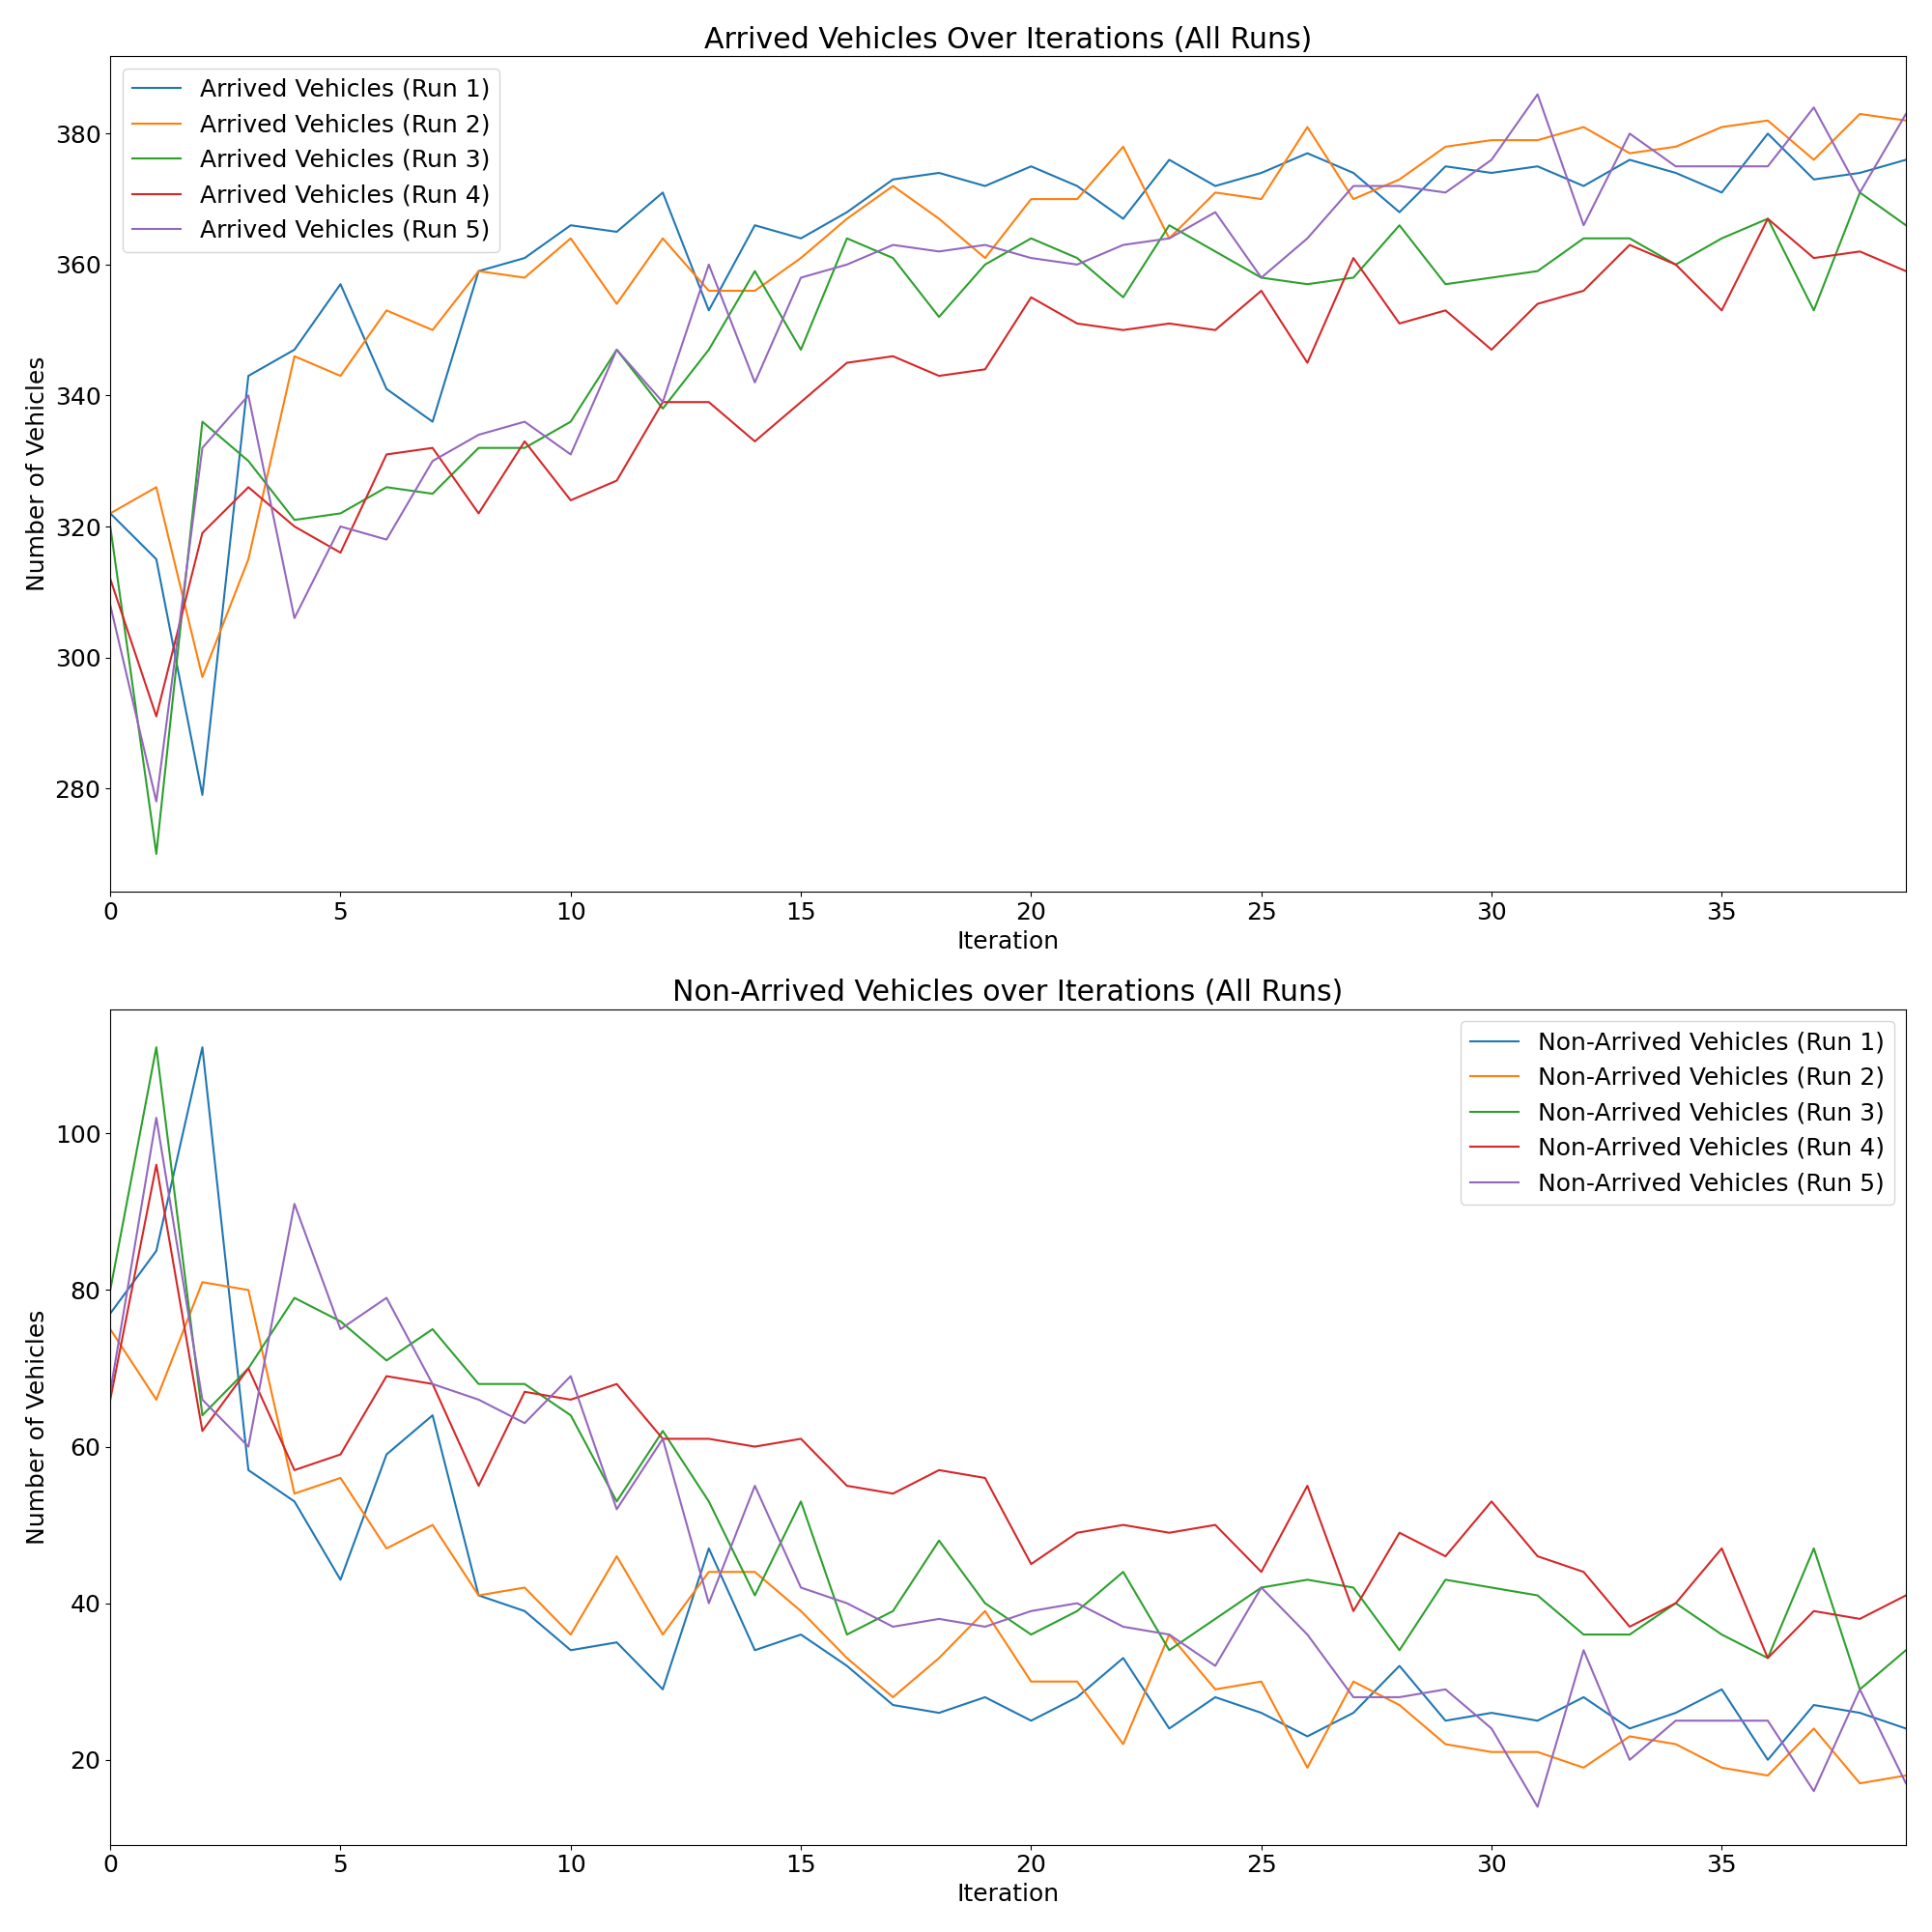 Arrived Vehicles Over Iterations (All Runs)
Arrived Vehicles (Run 1)
Arrived Vehicles (Run 2)
Arrived Vehicles (Run 3)
Arrived Vehicles (Run 4)
Arrived Vehicles (Run 5)
Number of Vehicles
380
360
340
320
300
280
0 5 10 15 20 25 30 35
Iteration
Non-Arrived Vehicles over Iterations (All Runs)
Non-Arrived Vehicles (Run 1)
Non-Arrived Vehicles (Run 2)
Non-Arrived Vehicles (Run 3)
Non-Arrived Vehicles (Run 4)
Non-Arrived Vehicles (Run 5)
Number of Vehicles
100
80
60
40
20
0 5 10 15 20 25 30 35
Iteration